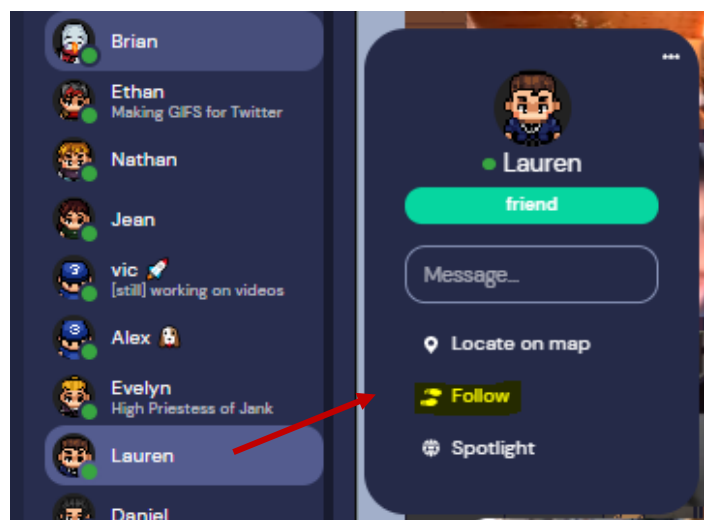 Brian
Ethan
Making GIFS for Twitter
Nathan
Jean
vic 🚀
[still] working on videos
Alex 🐶
Evelyn
High Priestess of Jank
Lauren
Daniel
Lauren
friend
Message...
Locate on map
Follow
Spotlight